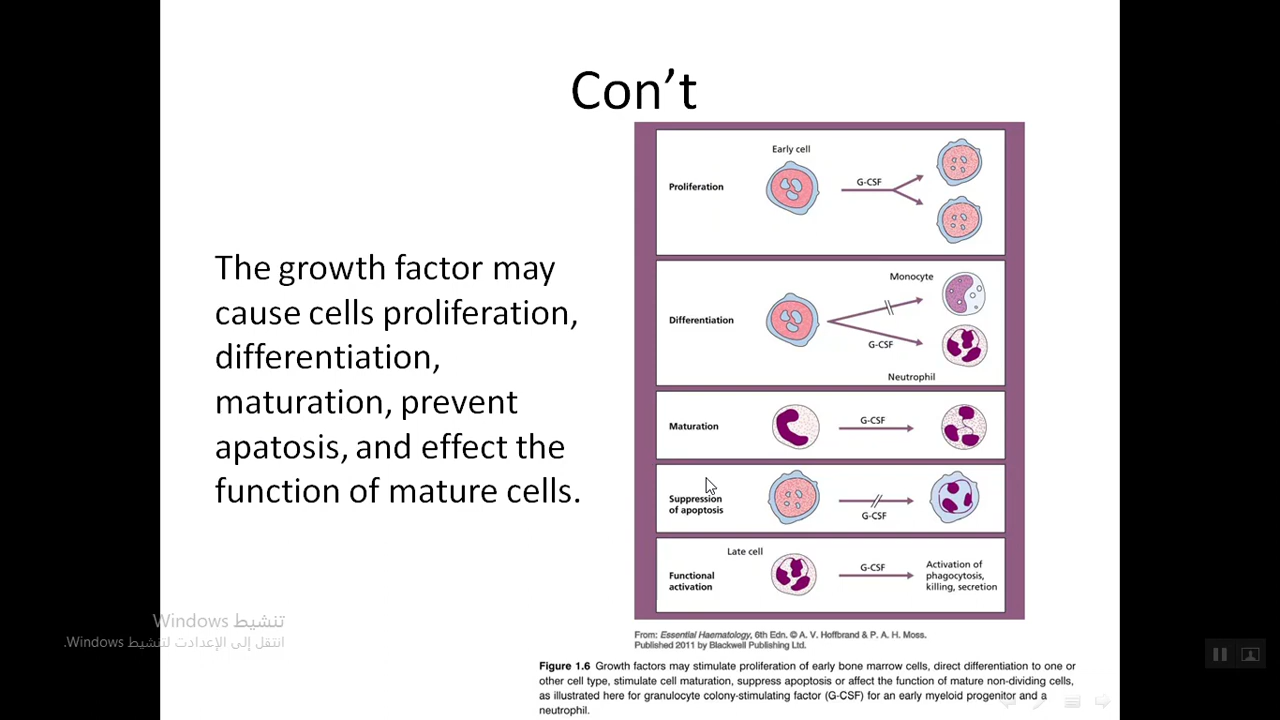 Con’t
The growth factor may
cause cells proliferation,
differentiation,
maturation, prevent
apatosis, and effect the
function of mature cells.
Early cell
Proliferation
G-CSF
Monocyte
Differentiation
G-CSF
Neutrophil
Maturation
G-CSF
Suppression
of apoptosis
G-CSF
Late cell
Functional
activation
G-CSF
Activation of
phagocytosis,
killing, secretion
From: Essential Haematology, 6th Edn. © A. V. Hoffbrand & P. A. H. Moss.
Published 2011 by Blackwell Publishing Ltd.
Figure 1.6 Growth factors may stimulate proliferation of early bone marrow cells, direct differentiation to one or
other cell type, stimulate cell maturation, suppress apoptosis or affect the function of mature non-dividing cells,
as illustrated here for granulocyte colony-stimulating factor (G-CSF) for an early myeloid progenitor and a
neutrophil.
تنشيط Windows
انتقل إلى الإعدادات لتنشيط Windows.